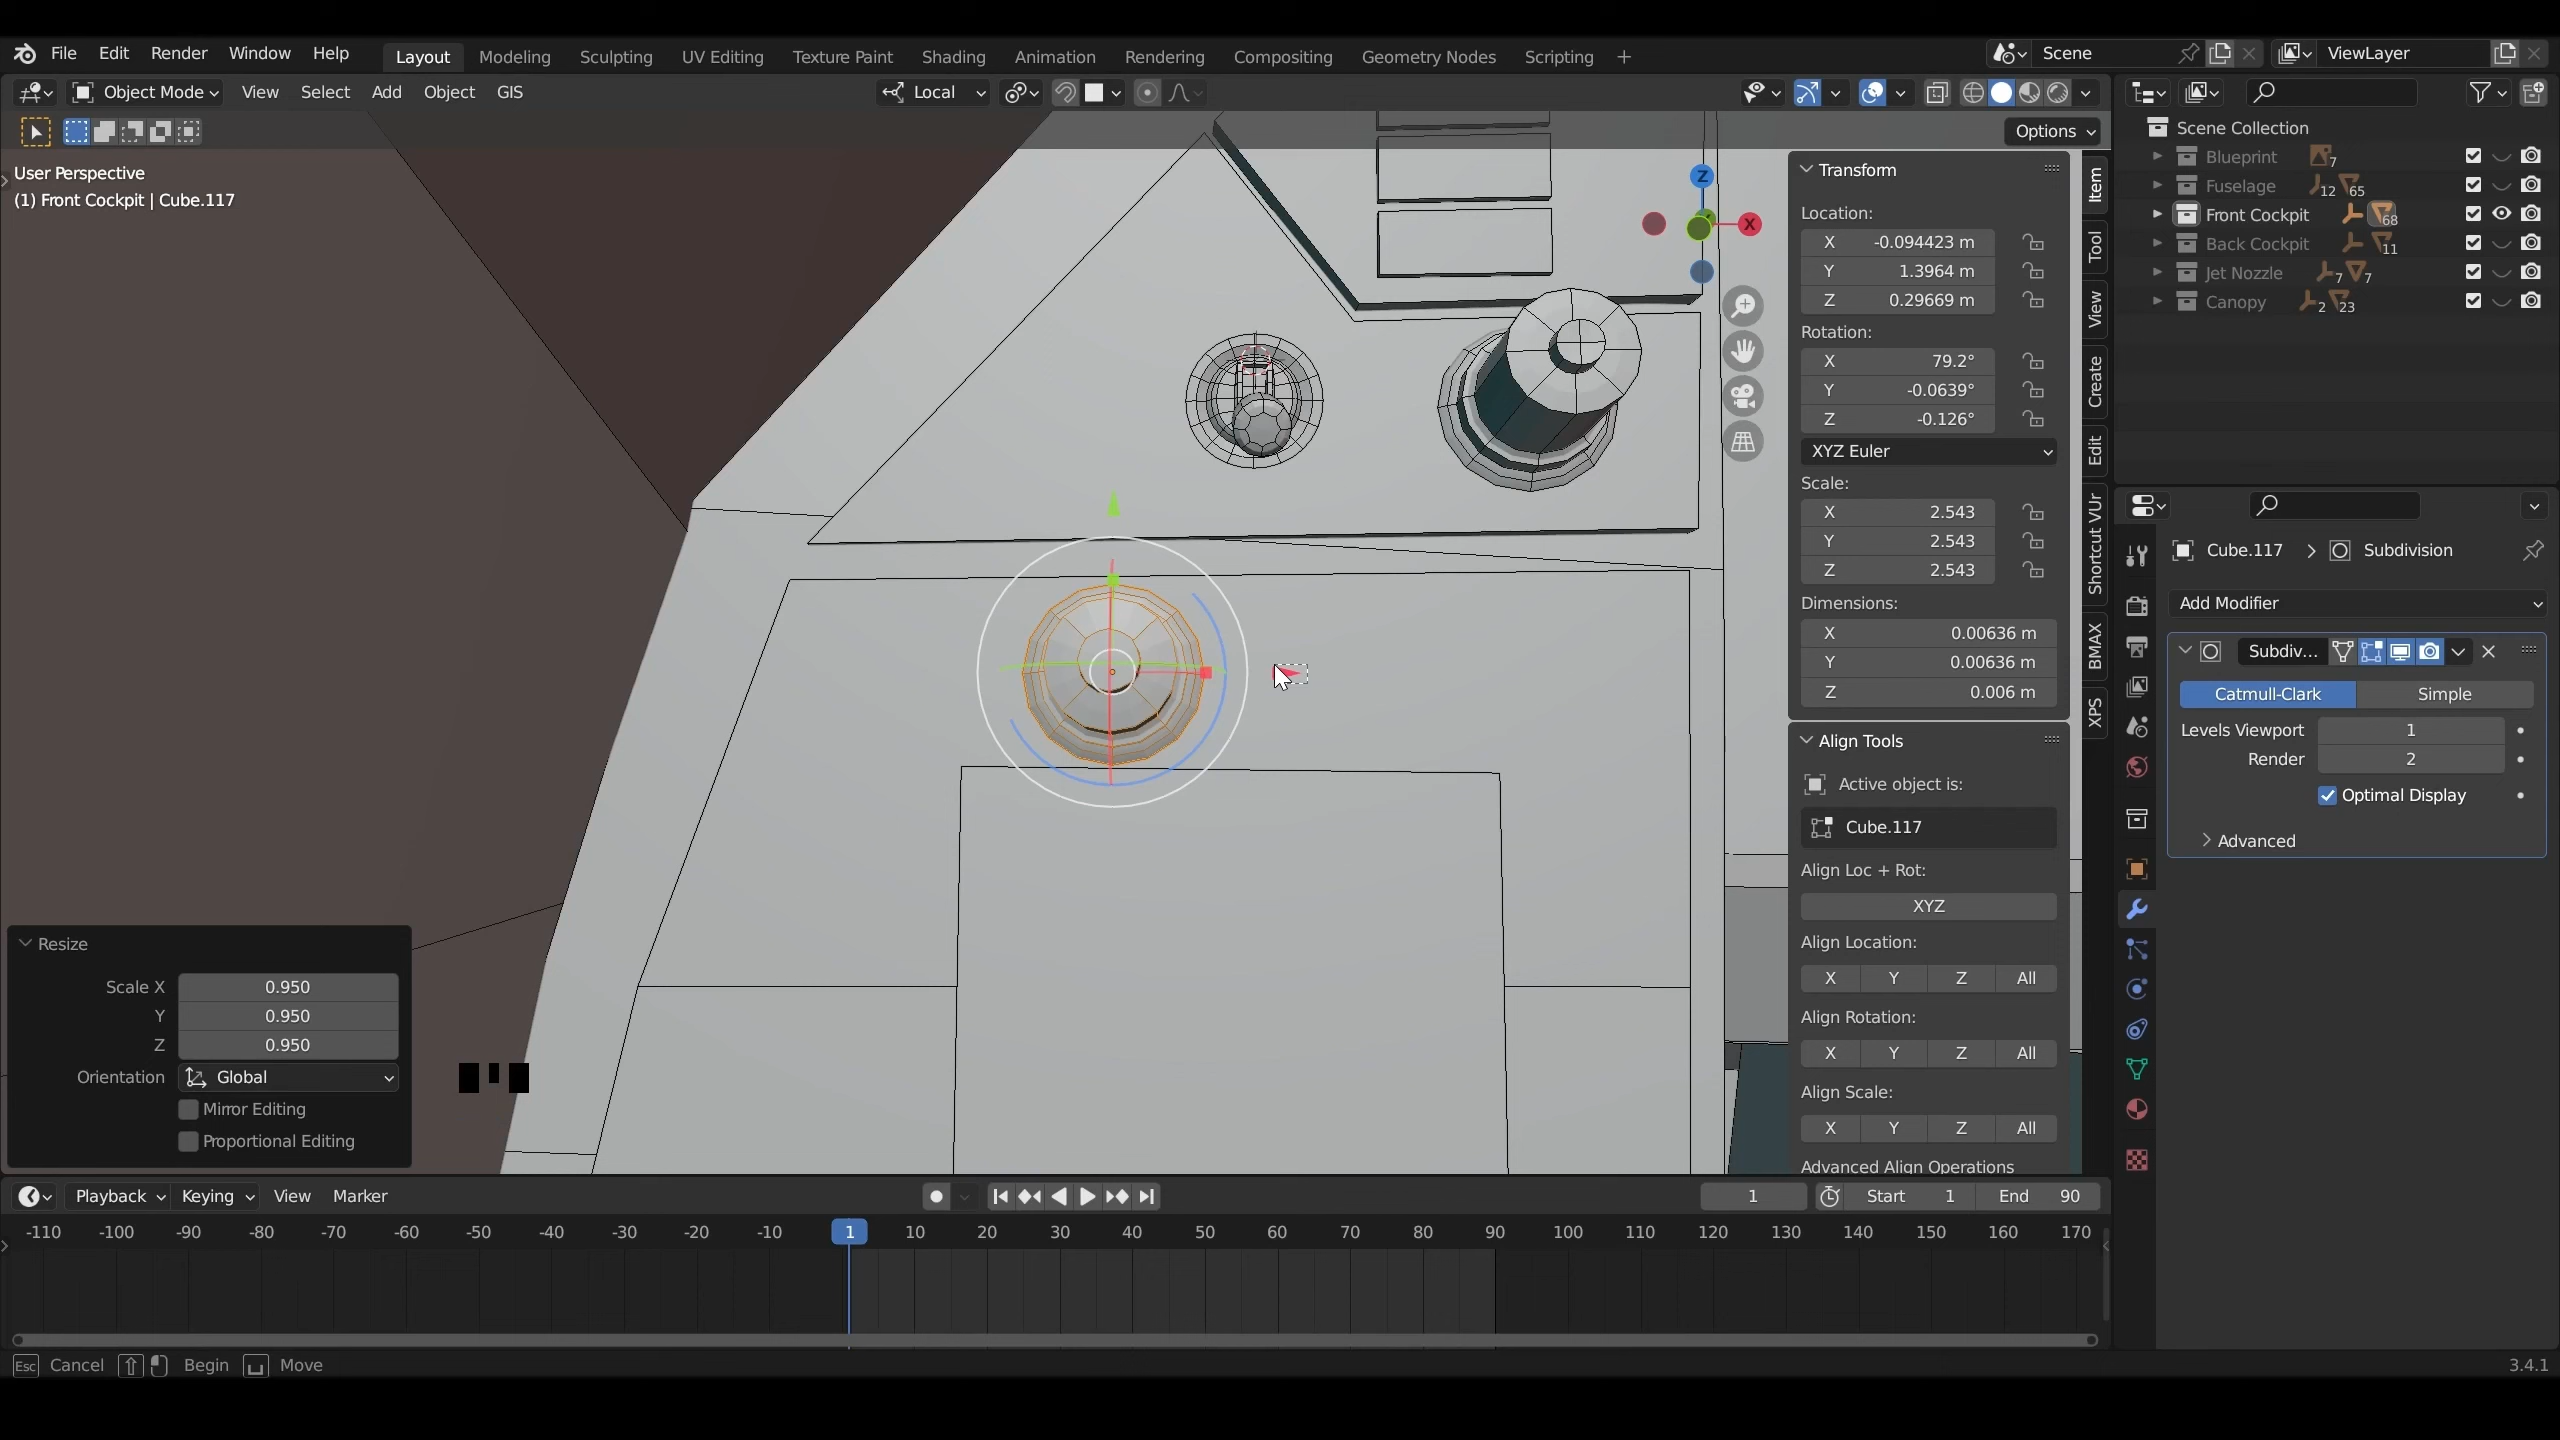 File Edit Render Window Help Layout Modeling Sculpting UV Editing Texture Paint Shading Animation Rendering Compositing Geometry Nodes Scripting + Scene ViewLayer
Object Mode View Select Add Object GIS Local
Options
User Perspective
(1) Front Cockpit | Cube.117
Z
X
Transform
Location:
X -0.094423 m
Y 1.3964 m
Z 0.29669 m
Rotation:
X 79.2°
Y -0.0639°
Z -0.126°
XYZ Euler
Scale:
X 2.543
Y 2.543
Z 2.543
Dimensions:
X 0.00636 m
Y 0.00636 m
Z 0.006 m
Align Tools
Active object is:
Cube.117
Align Loc + Rot:
XYZ
Align Location:
X Y Z All
Align Rotation:
X Y Z All
Align Scale:
X Y Z All
Advanced Align Operations
Item
Tool
View
Create
Edit
Shortcut VUr
BMAX
XPS
Scene Collection
Blueprint 7
Fuselage 12 65
Front Cockpit 68
Back Cockpit 11
Jet Nozzle 7 7
Canopy 2 23
Cube.117 > Subdivision
Add Modifier
Subdiv...
Catmull-Clark Simple
Levels Viewport 1
Render 2
Optimal Display
Advanced
Resize
Scale X 0.950
Y 0.950
Z 0.950
Orientation Global
Mirror Editing
Proportional Editing
Playback Keying View Marker 1 Start 1 End 90
-110 -100 -90 -80 -70 -60 -50 -40 -30 -20 -10 1 10 20 30 40 50 60 70 80 90 100 110 120 130 140 150 160 170
Esc Cancel Begin Move 3.4.1